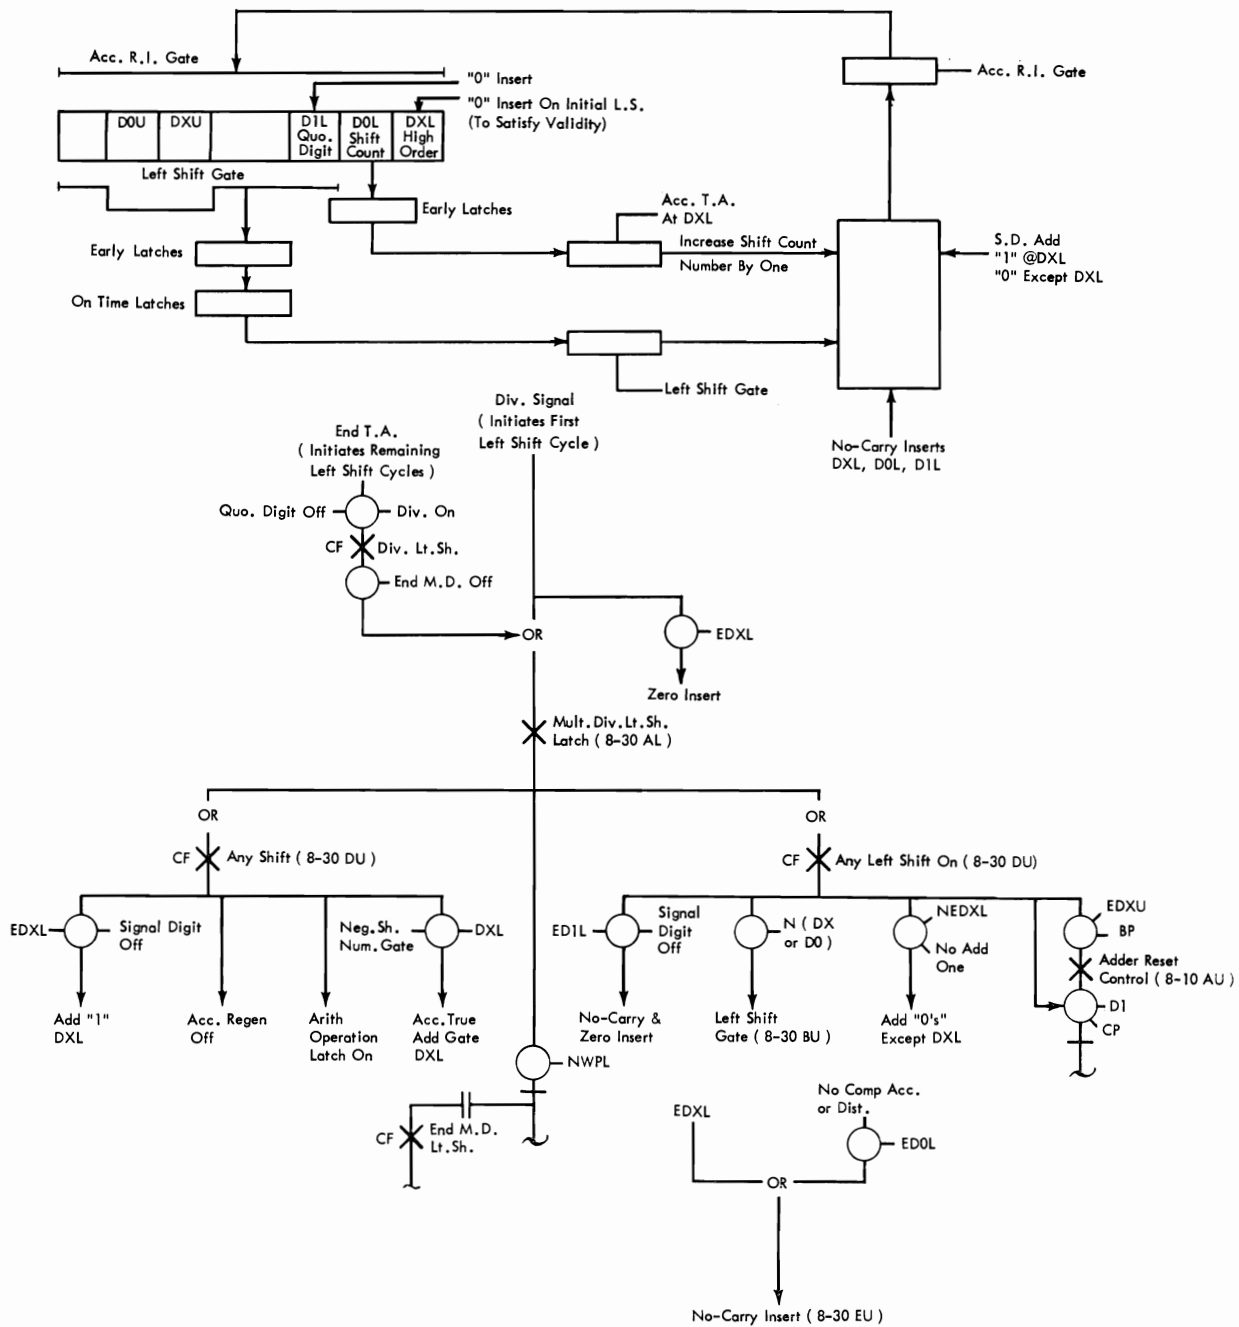 Acc. R.I. Gate
Acc. R.I. Gate
"0" Insert
"0" Insert On Initial L.S.
(To Satisfy Validity)
D0U
DXU
D1L
Quo.
Digit
D0L
Shift
Count
DXL
High
Order
Left Shift Gate
Early Latches
Acc. T.A.
At DXL
Early Latches
Increase Shift Count
Number By One
S.D. Add
"1" @DXL
"0" Except DXL
On Time Latches
Left Shift Gate
Div. Signal
( Initiates First
Left Shift Cycle )
No-Carry Inserts
DXL, D0L, D1L
End T.A.
( Initiates Remaining
Left Shift Cycles )
Quo. Digit Off
Div. On
CF
Div. Lt.Sh.
End M.D. Off
OR
EDXL
Zero Insert
Mult.Div.Lt.Sh.
Latch ( 8-30 AL )
OR
OR
CF
Any Shift ( 8-30 DU )
CF
Any Left Shift On ( 8-30 DU)
EDXL
Signal Digit
Off
Neg.Sh.
Num.Gate
DXL
ED1L
Signal
Digit
Off
N ( DX
or D0 )
NEDXL
No Add
One
EDXU
BP
Adder Reset
Control ( 8-10 AU )
D1
CP
Add "1"
DXL
Acc. Regen
Off
Arith
Operation
Latch On
Acc.True
Add Gate
DXL
No-Carry &
Zero Insert
Left Shift
Gate ( 8-30 BU )
Add "0's"
Except DXL
NWPL
CF
End M.D.
Lt.Sh.
EDXL
No Comp Acc.
or Dist.
ED0L
OR
No-Carry Insert ( 8-30 EU )